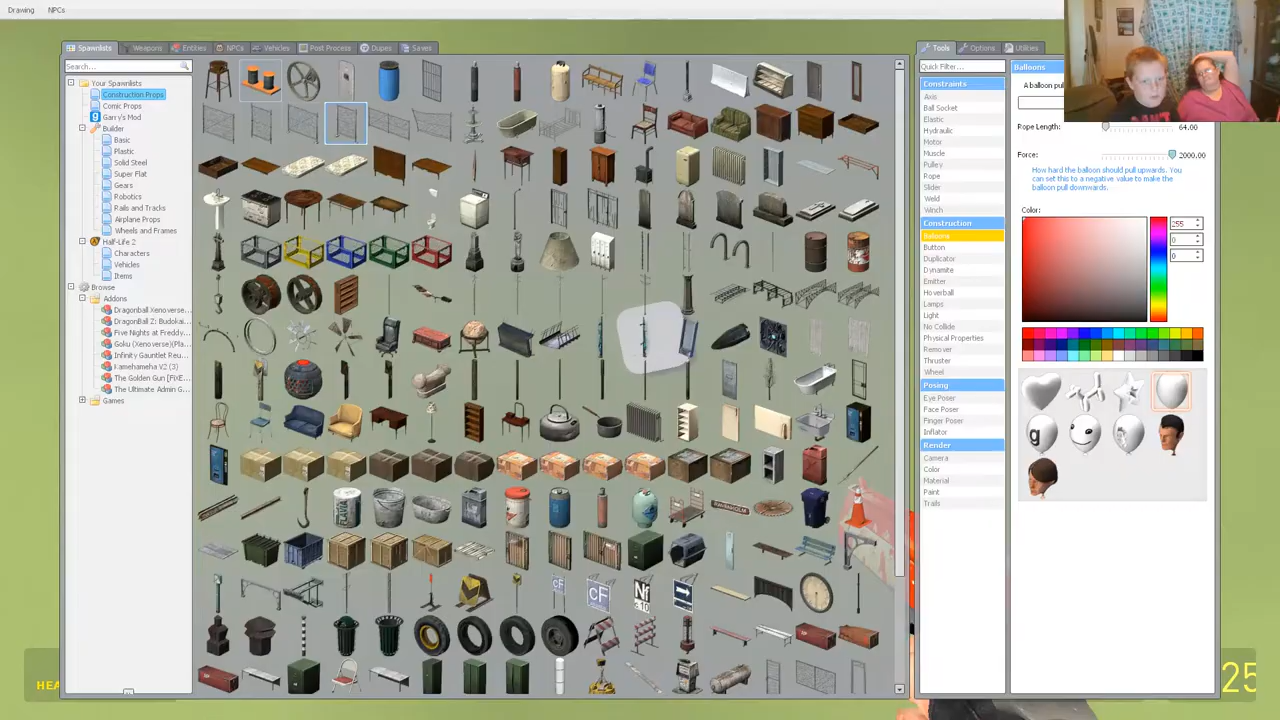 Drawing NPCs
Spawnlists Weapons Entities NPCs Vehicles Post Process Dupes Saves
Tools Options Utilities
Search...
Quick Filter...
Balloons
Your Spawnlists
Construction Props
Comic Props
Garry's Mod
Builder
Basic
Plastic
Solid Steel
Super Flat
Gears
Robotics
Rails and Tracks
Airplane Props
Wheels and Frames
Half-Life 2
Characters
Vehicles
Items
Browse
Addons
Dragonball Xenoverse...
DragonBall Z: Budokai...
Five Nights at Freddy...
Goku (Xenoverse)(Pla...
Infinity Gauntlet Reu...
Kamehameha V2 (3)
The Golden Gun [FIXE...
The Ultimate Admin G...
Games
Constraints
Axis
Ball Socket
Elastic
Hydraulic
Motor
Muscle
Pulley
Rope
Slider
Weld
Winch
Construction
Balloons
Button
Duplicator
Dynamite
Emitter
Hoverball
Lamps
Light
No Collide
Physical Properties
Remover
Thruster
Wheel
Posing
Eye Poser
Face Poser
Finger Poser
Inflator
Render
Camera
Color
Material
Paint
Trails
A balloon pul
Rope Length: 64.00
Force: 2000.00
How hard the balloon should pull upwards. You
can set this to a negative value to make the
balloon pull downwards.
Color:
255
0
0
g
cF
cF
Nf
HEA
25